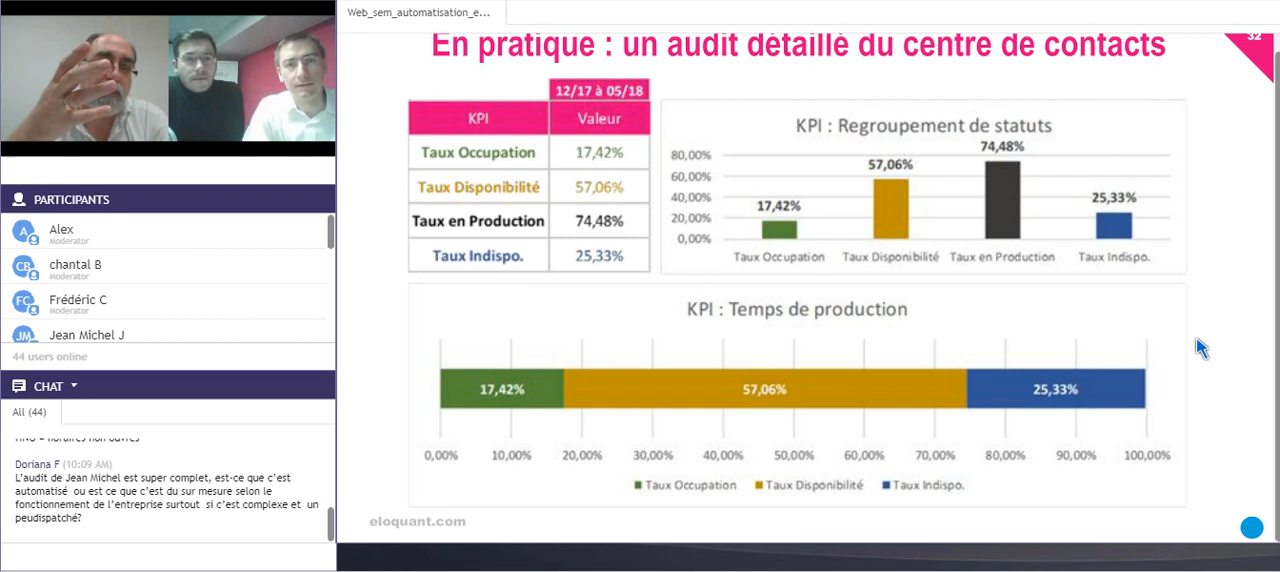 Web_sem_automatisation_e...
PARTICIPANTS
A
Alex
Moderator
CB
chantal B
Moderator
FC
Frédéric C
Moderator
JM
Jean Michel J
44 users online
CHAT
All (44)
Doriana F (10:09 AM)
L'audit de Jean Michel est super complet, est-ce que c'est
automatisé ou est ce que c'est du sur mesure selon le
fonctionnement de l'entreprise surtout si c'est complexe et un
peudispatché?
En pratique : un audit détaillé du centre de contacts
32
12/17 à 05/18
KPI Valeur
Taux Occupation 17,42%
Taux Disponibilité 57,06%
Taux en Production 74,48%
Taux Indispo. 25,33%
KPI : Regroupement de statuts
80,00%
60,00%
40,00%
20,00%
0,00%
17,42%
57,06%
74,48%
25,33%
Taux Occupation Taux Disponibilité Taux en Production Taux Indispo.
KPI : Temps de production
17,42% 57,06% 25,33%
0,00% 10,00% 20,00% 30,00% 40,00% 50,00% 60,00% 70,00% 80,00% 90,00% 100,00%
Taux Occupation Taux Disponibilité Taux Indispo.
eloquant.com